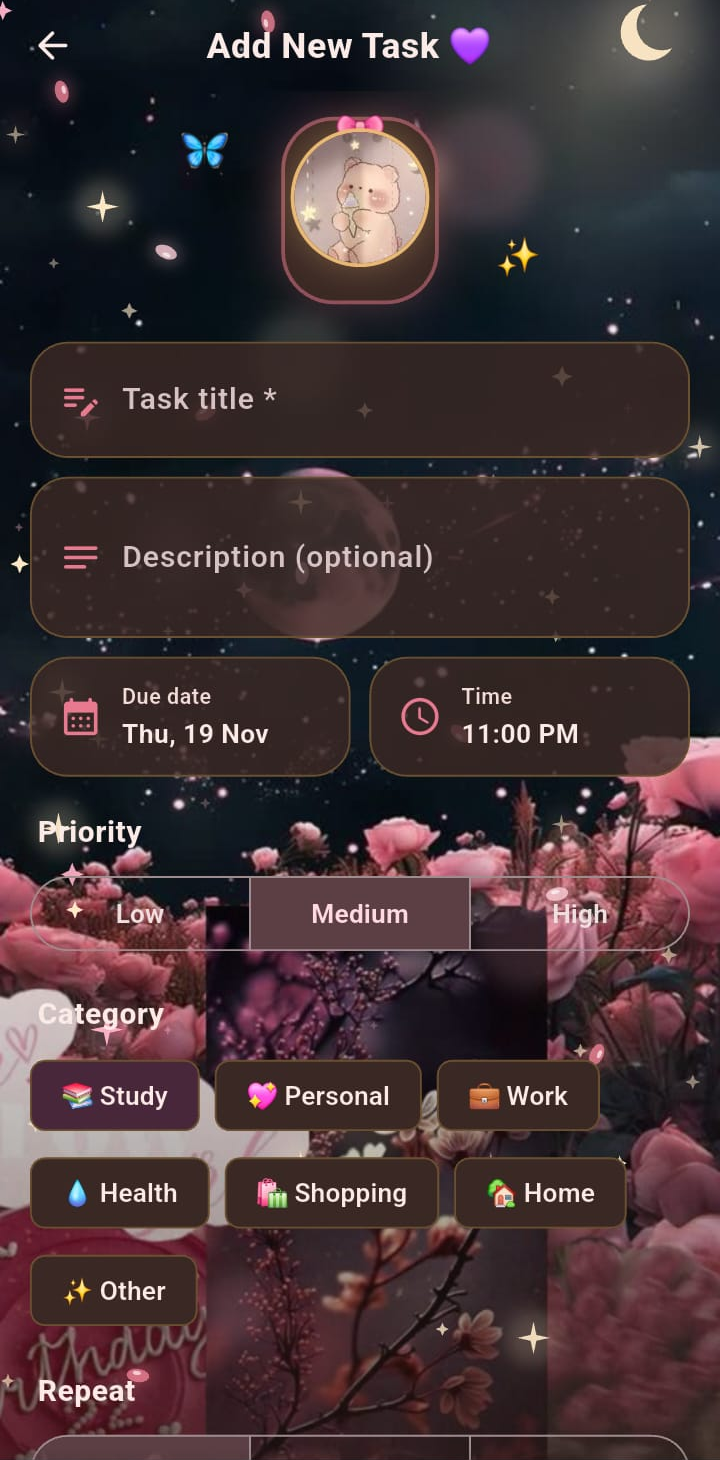 Add New Task 💜
Task title *
Description (optional)
Due date
Thu, 19 Nov
Time
11:00 PM
Priority
Low
Medium
High
Category
📚 Study
💖 Personal
💼 Work
💧 Health
🛍️ Shopping
🏡 Home
✨ Other
Repeat